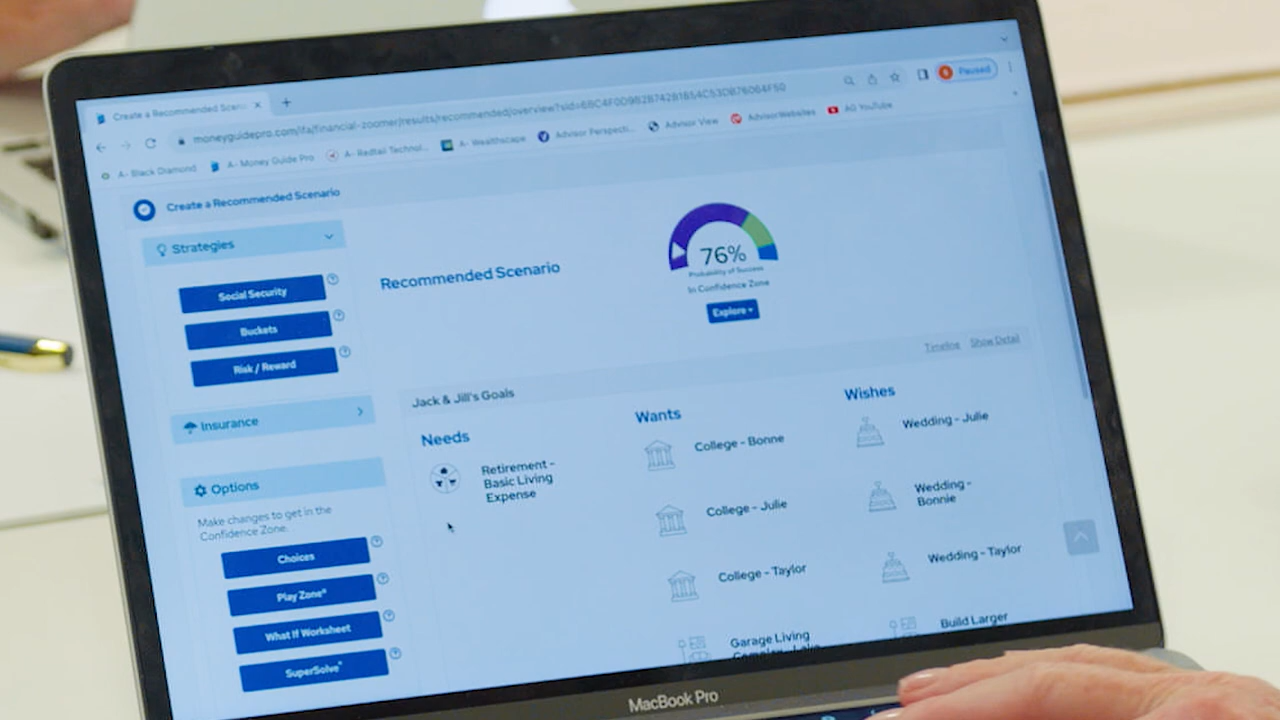 Create a Recommended Scenario
moneyguidepro.com/ifa/financial-zoomer/results/recommended/overview?sid=
Paused
A- Black Diamond
A- Money Guide Pro
A- Redtail Technol...
A- Wealthscape
Advisor Perspecti...
Advisor View
AdvisorWebsites
AG YouTube
Create a Recommended Scenario
Strategies
Social Security
Buckets
Risk / Reward
Insurance
Options
Make changes to get in the
Confidence Zone.
Choices
Play Zone®
What If Worksheet
SuperSolve®
Recommended Scenario
76%
Probability of Success
In Confidence Zone
Explore
Timeline
Show Detail
Jack & Jill's Goals
Needs
Retirement -
Basic Living
Expense
Wants
College - Bonne
College - Julie
College - Taylor
Garage Living
Wishes
Wedding - Julie
Wedding -
Bonnie
Wedding - Taylor
Build Larger
MacBook Pro